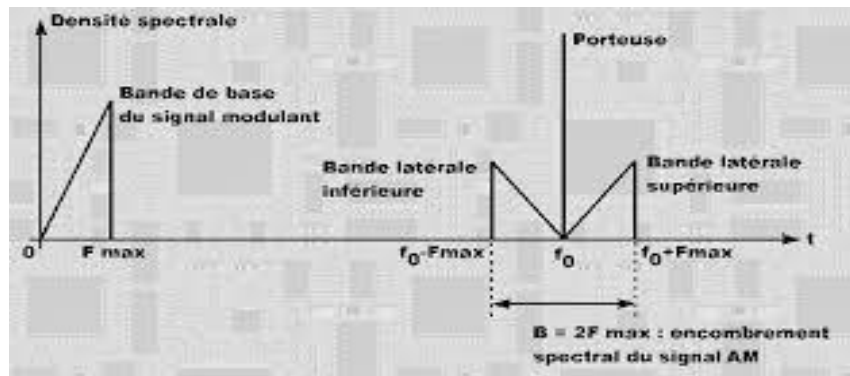 Densité spectrale
Porteuse
Bande de base
du signal modulant
Bande latérale
inférieure
Bande latérale
supérieure
0
F max
f0-Fmax
f0
f0+Fmax
t
B = 2F max : encombrement
spectral du signal AM